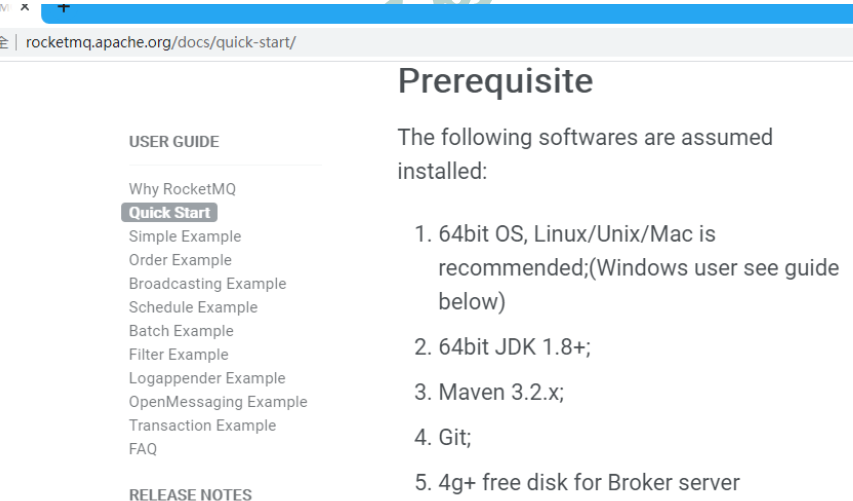 X +
全 | rocketmq.apache.org/docs/quick-start/
Prerequisite
The following softwares are assumed
installed:
1. 64bit OS, Linux/Unix/Mac is
recommended;(Windows user see guide
below)
2. 64bit JDK 1.8+;
3. Maven 3.2.x;
4. Git;
5. 4g+ free disk for Broker server
USER GUIDE
Why RocketMQ
Quick Start
Simple Example
Order Example
Broadcasting Example
Schedule Example
Batch Example
Filter Example
Logappender Example
OpenMessaging Example
Transaction Example
FAQ
RELEASE NOTES